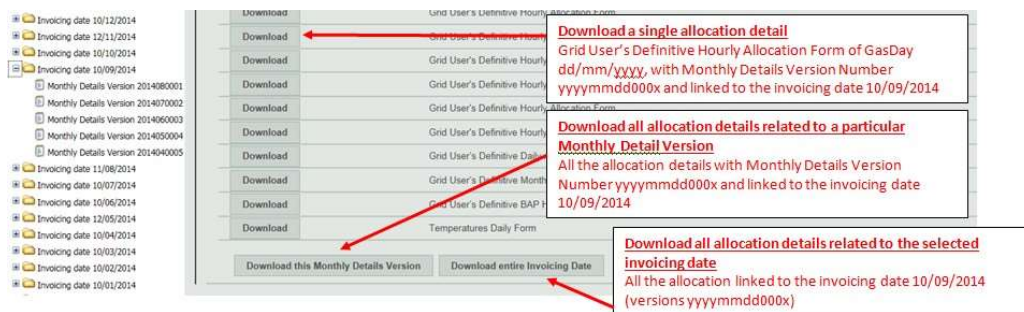 Invoicing date 10/12/2014
Invoicing date 12/11/2014
Invoicing date 10/10/2014
Invoicing date 10/09/2014
Monthly Details Version 2014080001
Monthly Details Version 2014070002
Monthly Details Version 2014060003
Monthly Details Version 2014050004
Monthly Details Version 2014040005
Invoicing date 11/08/2014
Invoicing date 10/07/2014
Invoicing date 10/06/2014
Invoicing date 12/05/2014
Invoicing date 10/04/2014
Invoicing date 10/03/2014
Invoicing date 10/02/2014
Invoicing date 10/01/2014
Download Grid User's Definitive Hourly Allocation Form
Download Grid User's Definitive Hourly
Download Grid User's Definitive Hourly
Download Grid User's Definitive Hourly
Download Grid User's Definitive Hourly Allocation Form
Download Grid User's Definitive Hourly
Download Grid User's Definitive Daily
Download Grid User's Definitive Month
Download Grid User's Definitive BAP H
Download Temperatures Daily Form
Download this Monthly Details Version Download entire Invoicing Date
Download a single allocation detail
Grid User's Definitive Hourly Allocation Form of GasDay
dd/mm/yyyy, with Monthly Details Version Number
yyyymmdd000x and linked to the invoicing date 10/09/2014
Download all allocation details related to a particular
Monthly Detail Version
All the allocation details with Monthly Details Version
Number yyyymmdd000x and linked to the invoicing date
10/09/2014
Download all allocation details related to the selected
invoicing date
All the allocation linked to the invoicing date 10/09/2014
(versions yyyymmdd000x)